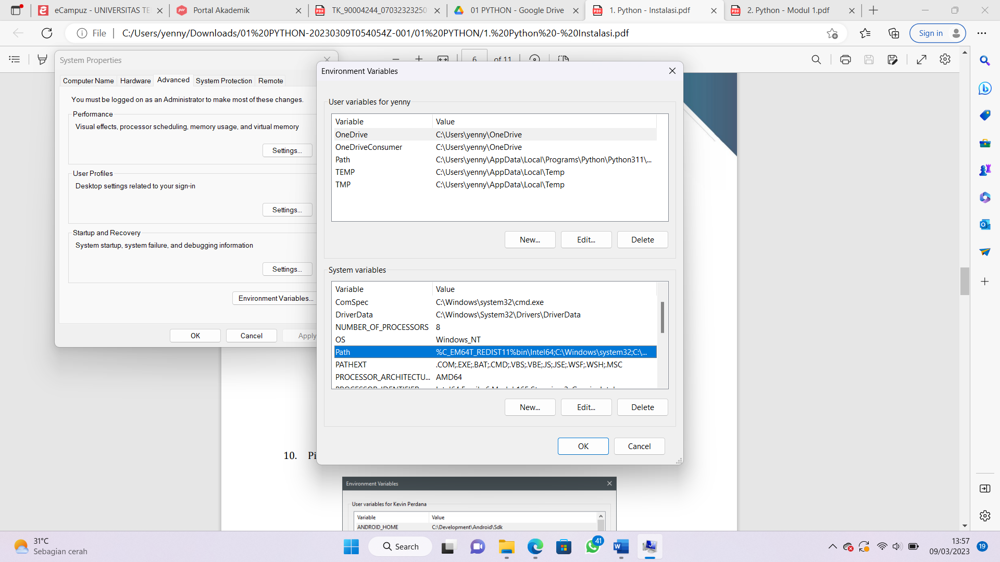 eCampuz - UNIVERSITAS TE
Portal Akademik
TK_90004244_07032323250
01 PYTHON - Google Drive
1. Python - Instalasi.pdf
2. Python - Modul 1.pdf
File
C:/Users/yenny/Downloads/01%20PYTHON-20230309T054054Z-001/01%20PYTHON/1.%20Python%20-%20Instalasi.pdf
Sign in
6
of 11
System Properties
Computer Name
Hardware
Advanced
System Protection
Remote
You must be logged on as an Administrator to make most of these changes.
Performance
Visual effects, processor scheduling, memory usage, and virtual memory
Settings...
User Profiles
Desktop settings related to your sign-in
Settings...
Startup and Recovery
System startup, system failure, and debugging information
Settings...
Environment Variables...
OK
Cancel
Apply
Environment Variables
User variables for yenny
Variable Value
OneDrive C:\Users\yenny\OneDrive
OneDriveConsumer C:\Users\yenny\OneDrive
Path C:\Users\yenny\AppData\Local\Programs\Python\Python311\...
TEMP C:\Users\yenny\AppData\Local\Temp
TMP C:\Users\yenny\AppData\Local\Temp
New... Edit... Delete
System variables
Variable Value
ComSpec C:\Windows\system32\cmd.exe
DriverData C:\Windows\System32\Drivers\DriverData
NUMBER_OF_PROCESSORS 8
OS Windows_NT
Path %C_EM64T_REDIST11%bin\Intel64;C:\Windows\system32;C:\...
PATHEXT .COM;.EXE;.BAT;.CMD;.VBS;.VBE;.JS;.JSE;.WSF;.WSH;.MSC
PROCESSOR_ARCHITECTU... AMD64
New... Edit... Delete
OK Cancel
10. Pi
Environment Variables
User variables for Kevin Perdana
Variable Value
ANDROID_HOME C:\Development\Android\Sdk
31°C
Sebagian cerah
Search
41
13:57
09/03/2023
19